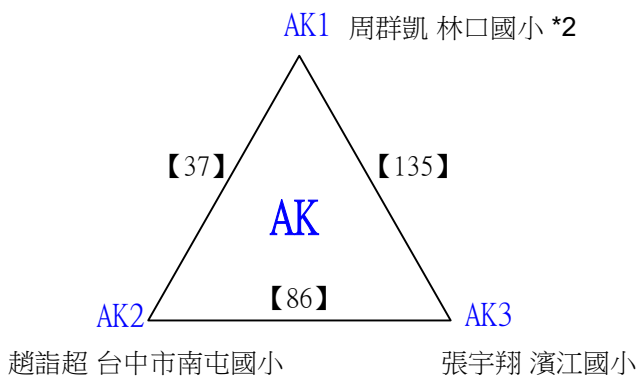 AK1 周群凱 林口國小 *2
【37】 【135】
AK
【86】
AK2 AK3
趙詣超 台中市南屯國小 張宇翔 濱江國小